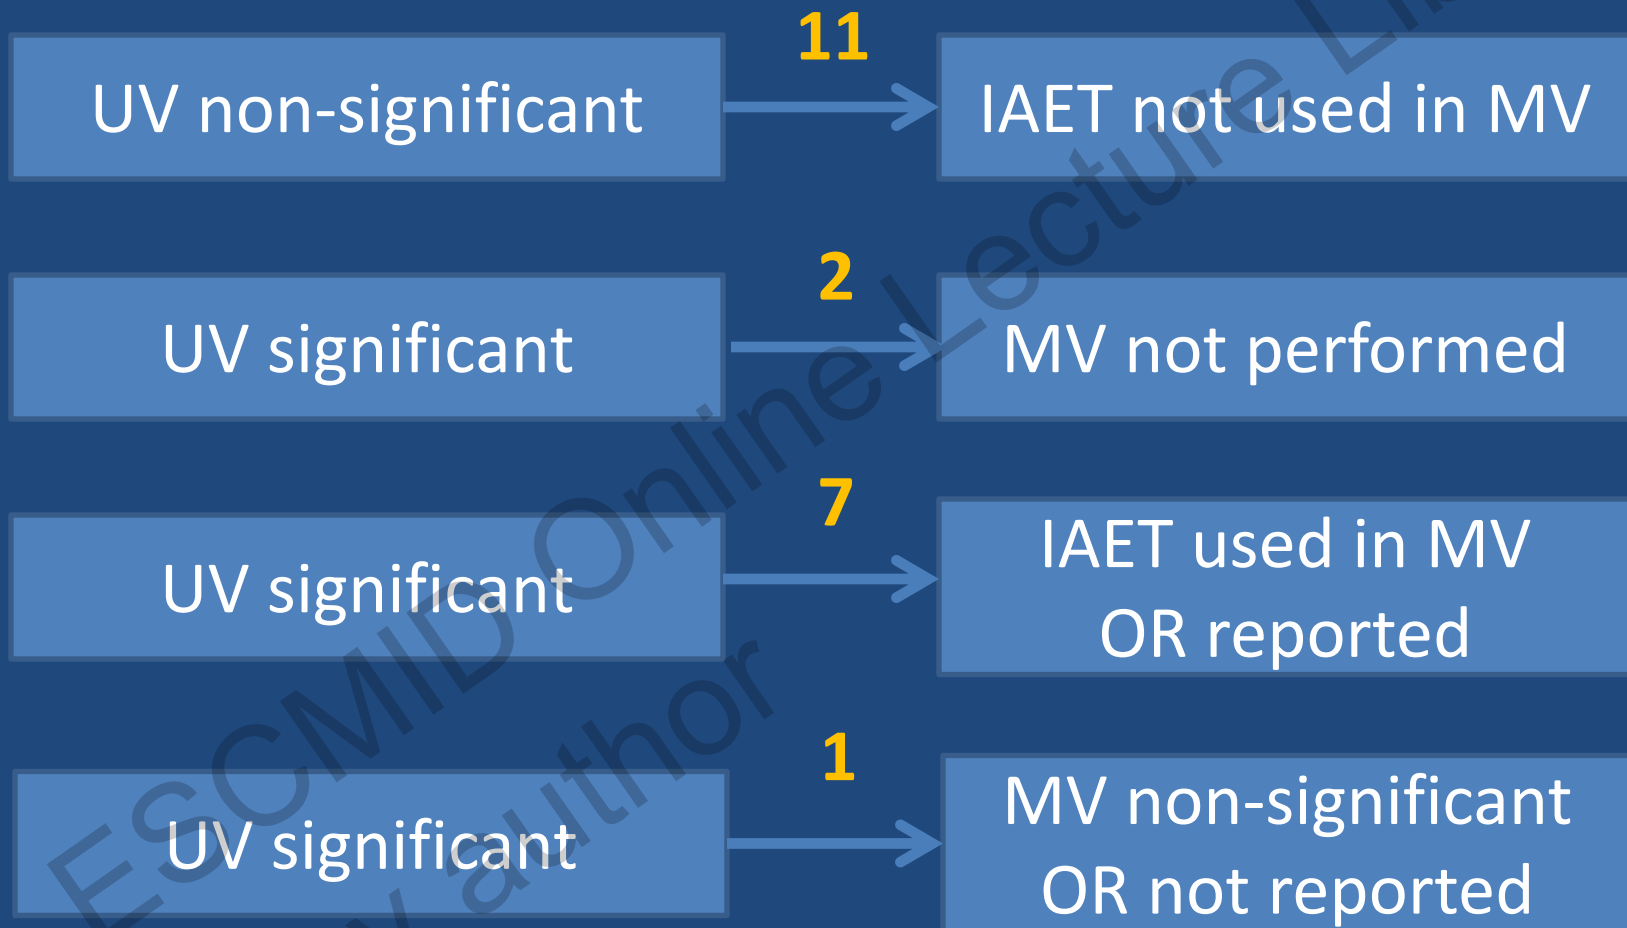 11
UV non-significant
IAET not used in MV
2
UV significant
MV not performed
7
UV significant
IAET used in MV
OR reported
1
UV significant
MV non-significant
OR not reported
ESCMID Online Lecture
author